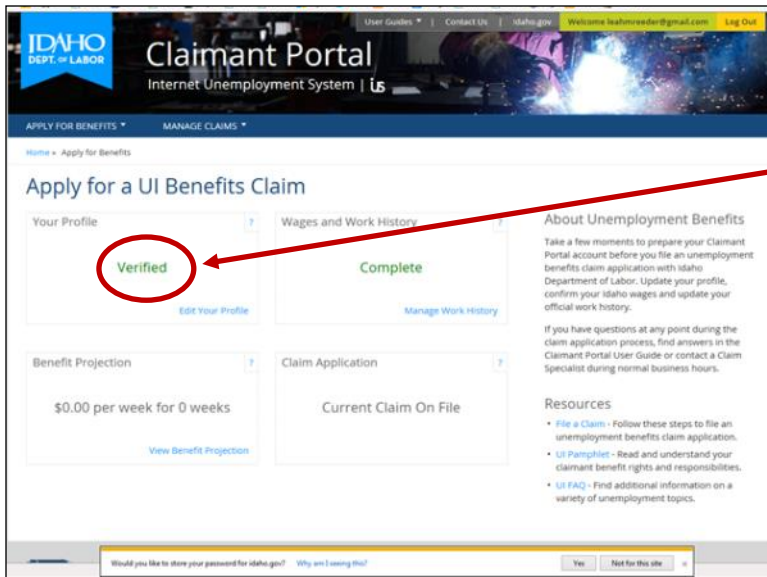 User Guides | Contact Us | idaho.gov Welcome leahmreeder@gmail.com Log Out
IDAHO
DEPT. OF LABOR
Claimant Portal
Internet Unemployment System | ius
APPLY FOR BENEFITS MANAGE CLAIMS
Home » Apply for Benefits
Apply for a UI Benefits Claim
Your Profile ?
Verified
Edit Your Profile
Wages and Work History ?
Complete
Manage Work History
Benefit Projection ?
$0.00 per week for 0 weeks
View Benefit Projection
Claim Application ?
Current Claim On File
About Unemployment Benefits
Take a few moments to prepare your Claimant
Portal account before you file an unemployment
benefits claim application with Idaho
Department of Labor. Update your profile,
confirm your Idaho wages and update your
official work history.
If you have questions at any point during the
claim application process, find answers in the
Claimant Portal User Guide or contact a Claim
Specialist during normal business hours.
Resources
• File a Claim - Follow these steps to file an
unemployment benefits claim application.
• UI Pamphlet - Read and understand your
claimant benefit rights and responsibilities.
• UI FAQ - Find additional information on a
variety of unemployment topics.
Would you like to store your password for idaho.gov? Why am I seeing this? Yes Not for this site ×